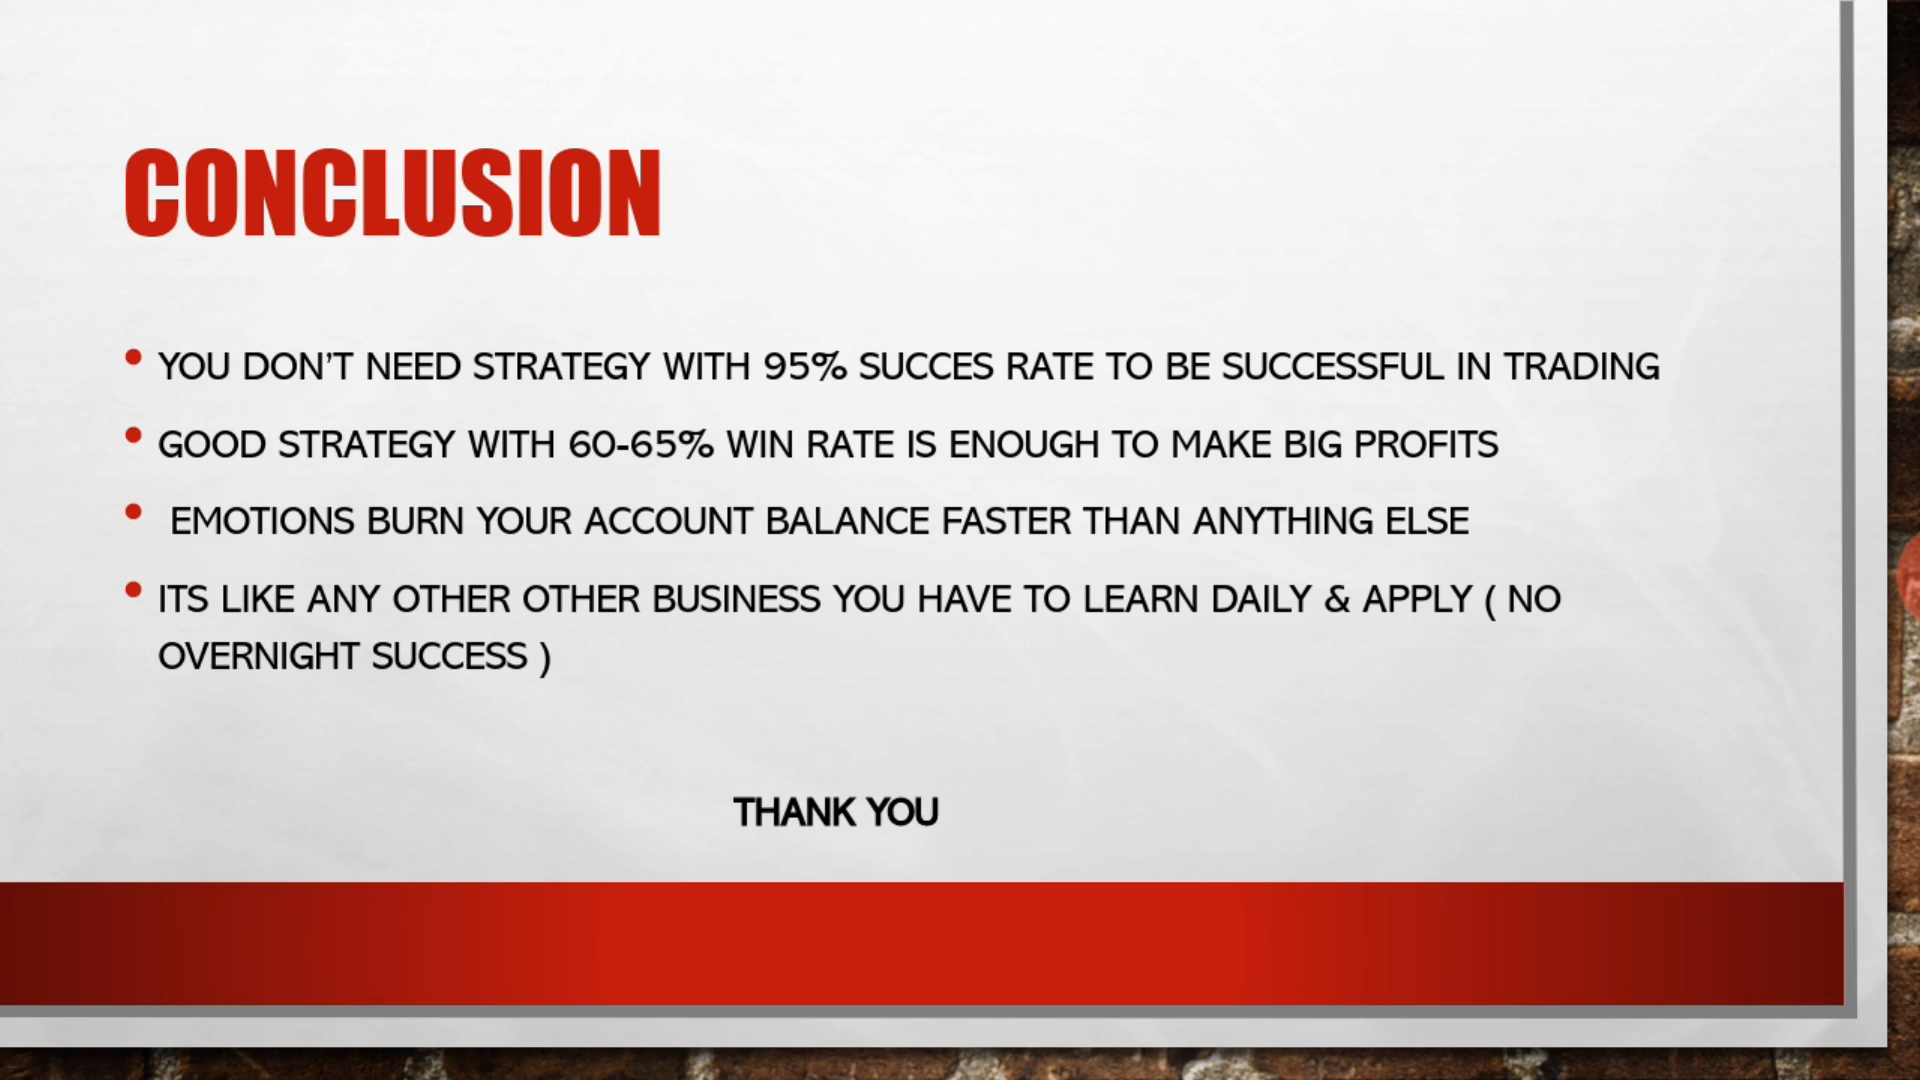 CONCLUSION
• YOU DON’T NEED STRATEGY WITH 95% SUCCES RATE TO BE SUCCESSFUL IN TRADING
• GOOD STRATEGY WITH 60-65% WIN RATE IS ENOUGH TO MAKE BIG PROFITS
• EMOTIONS BURN YOUR ACCOUNT BALANCE FASTER THAN ANYTHING ELSE
• ITS LIKE ANY OTHER OTHER BUSINESS YOU HAVE TO LEARN DAILY & APPLY ( NO
OVERNIGHT SUCCESS )
THANK YOU